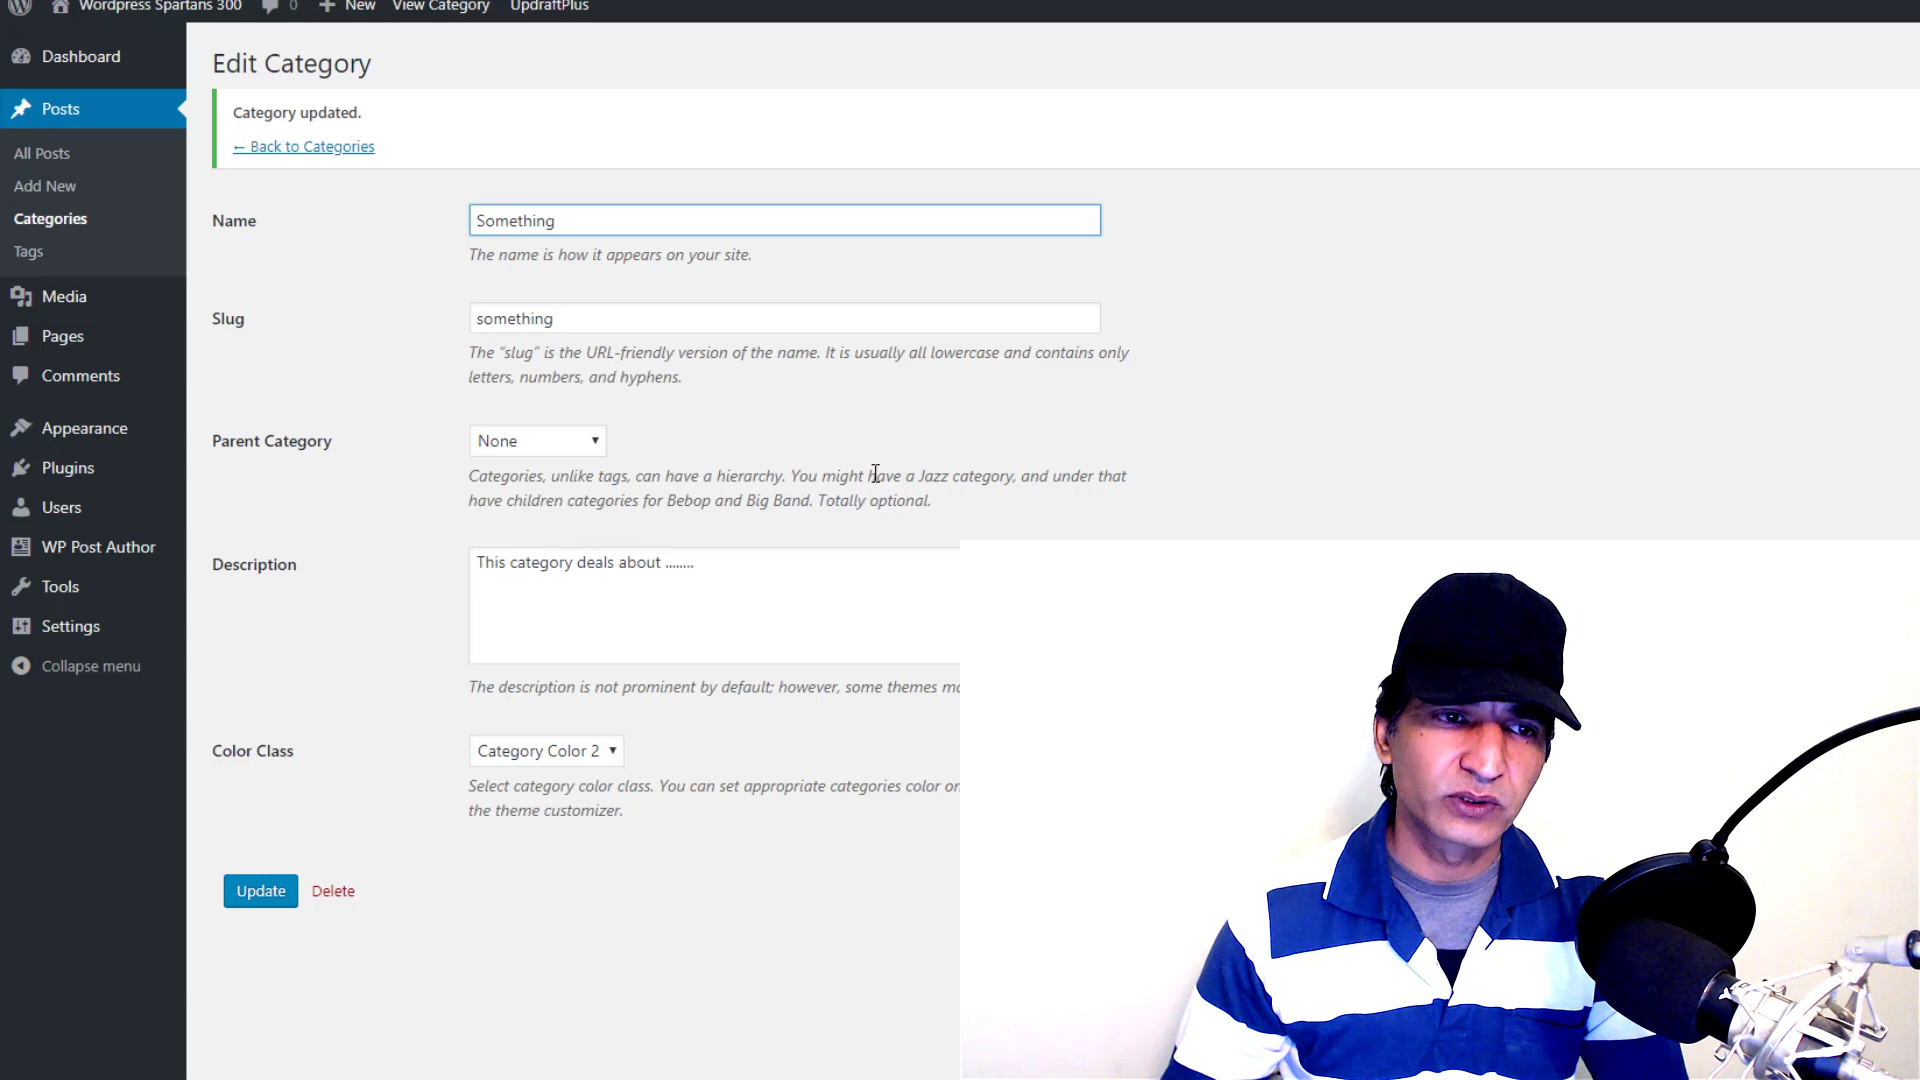 Wordpress Spartans 300 0 New View Category UpdraftPlus
Dashboard
Posts
All Posts
Add New
Categories
Tags
Media
Pages
Comments
Appearance
Plugins
Users
WP Post Author
Tools
Settings
Collapse menu
Edit Category
Category updated.
← Back to Categories
Name
Something
The name is how it appears on your site.
Slug
something
The “slug” is the URL-friendly version of the name. It is usually all lowercase and contains only
letters, numbers, and hyphens.
Parent Category
None
Categories, unlike tags, can have a hierarchy. You might have a Jazz category, and under that
have children categories for Bebop and Big Band. Totally optional.
Description
This category deals about ........
The description is not prominent by default; however, some themes
Color Class
Category Color 2
Select category color class. You can set appropriate categories color on
the theme customizer.
Update Delete